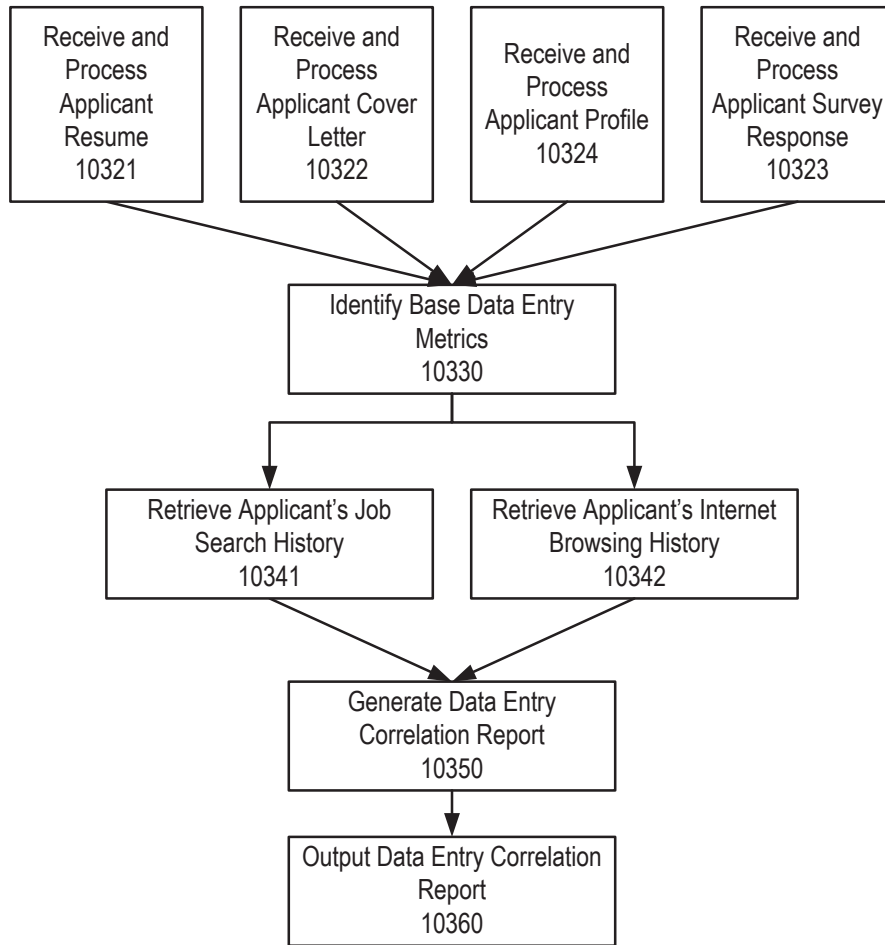 Receive and
Process
Applicant
Resume
10321
Receive and
Process
Applicant Cover
Letter
10322
Receive and
Process
Applicant Profile
10324
Receive and
Process
Applicant Survey
Response
10323
Identify Base Data Entry
Metrics
10330
Retrieve Applicant's Job
Search History
10341
Retrieve Applicant's Internet
Browsing History
10342
Generate Data Entry
Correlation Report
10350
Output Data Entry Correlation
Report
10360